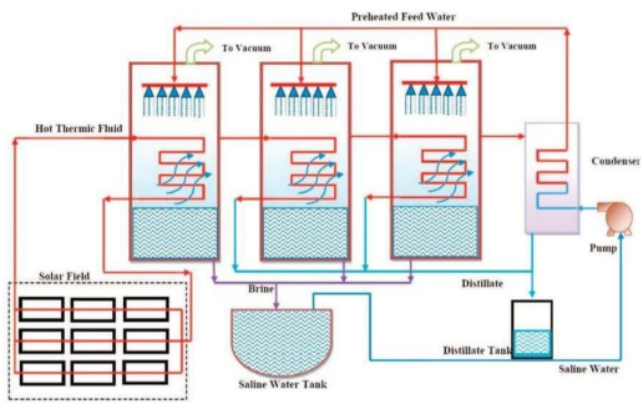 Preheated Feed Water
To Vacuum
To Vacuum
To Vacuum
Hot Thermic Fluid
Condenser
Pump
Solar Field
Brine
Distillate
Distillate Tank
Saline Water
Saline Water Tank